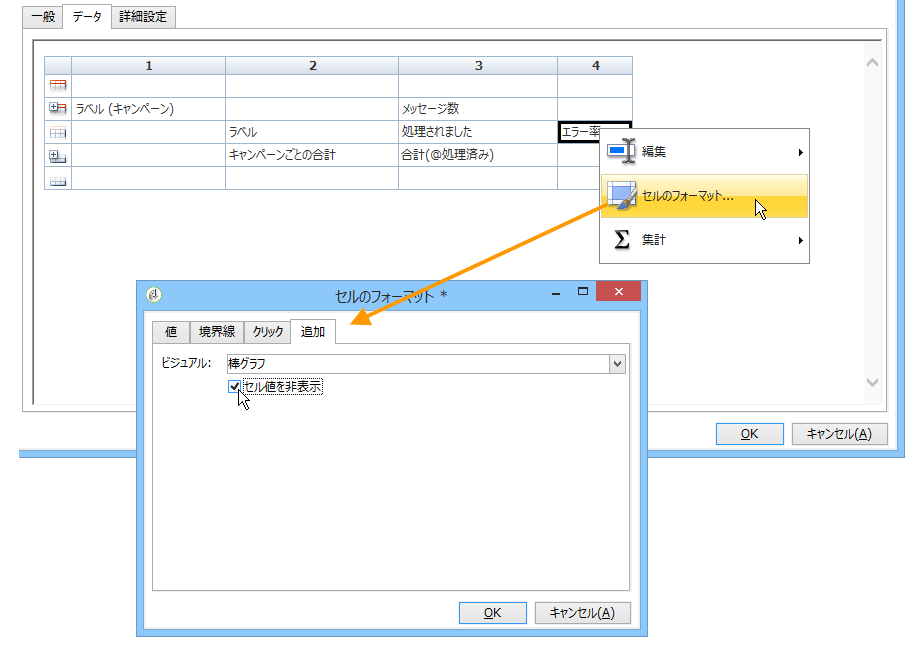 一般 データ 詳細設定
1 2 3 4
ラベル (キャンペーン) メッセージ数
ラベル 処理されました エラー率
キャンペーンごとの合計 合計(@処理済み)
編集
セルのフォーマット...
集計
セルのフォーマット *
値 境界線 クリック 追加
ビジュアル: 棒グラフ
セル値を非表示
OK キャンセル(A)
OK キャンセル(A)